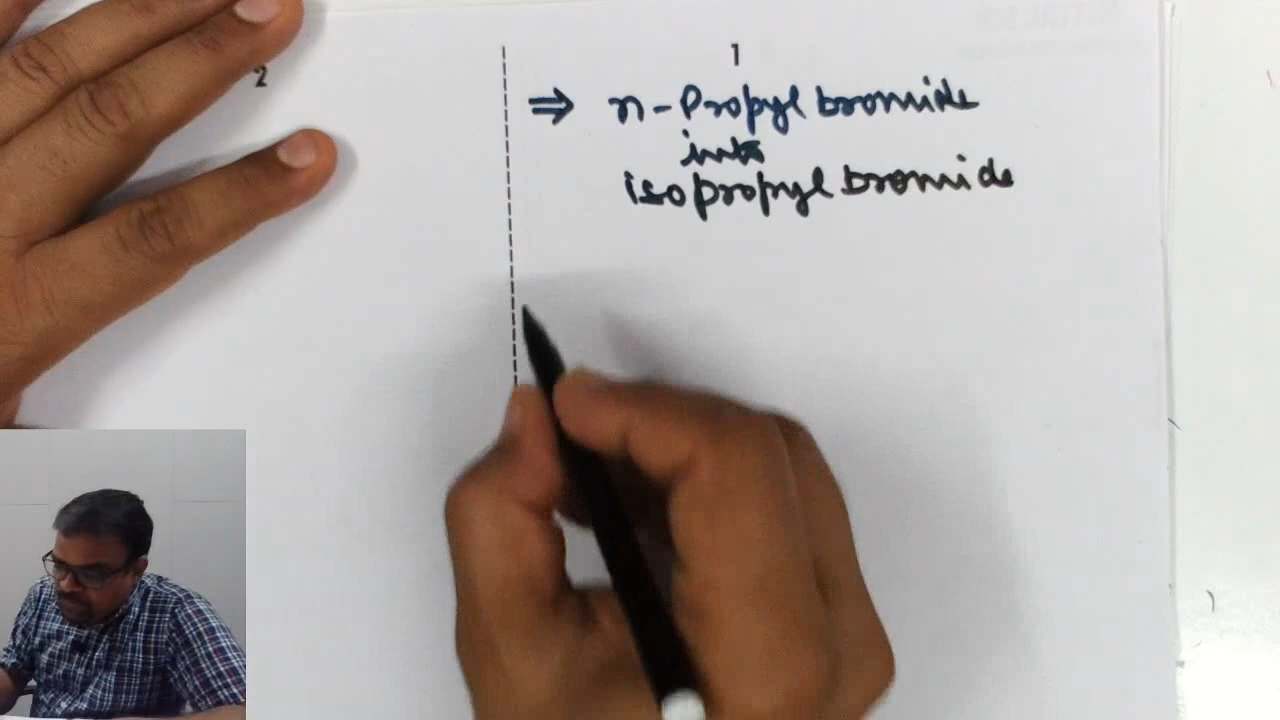 2
1
⇒ n-Propyl bromide
into
isopropyl bromide